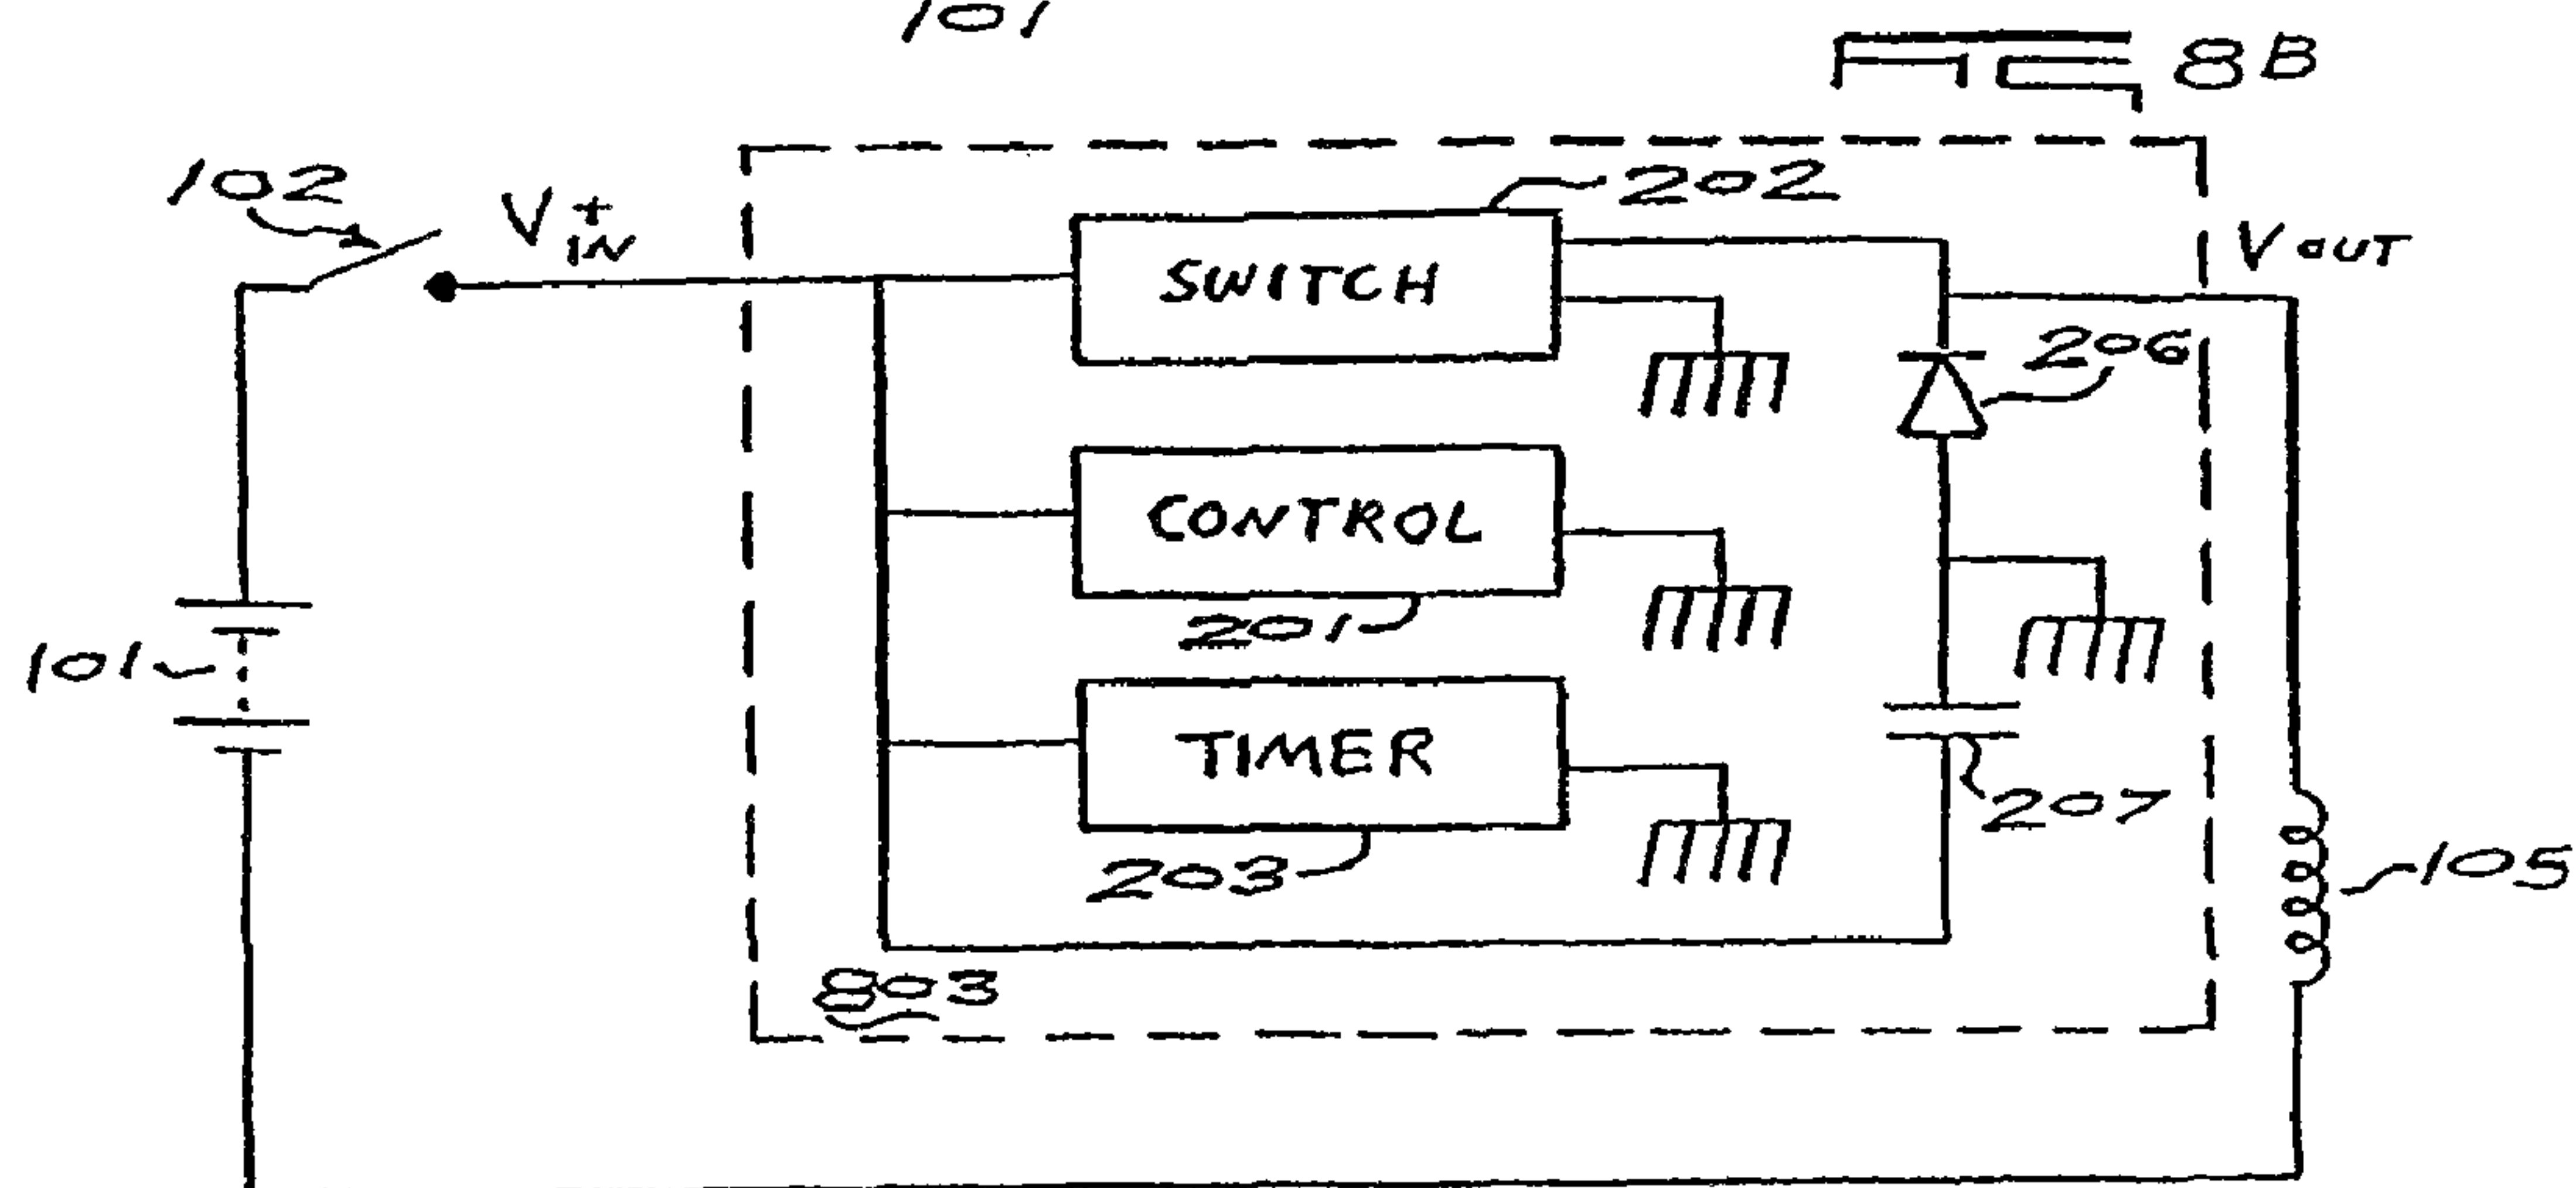 101
FIG 8B
102
V+IN
202
SWITCH
VOUT
206
CONTROL
201
101
TIMER
207
203
105
803